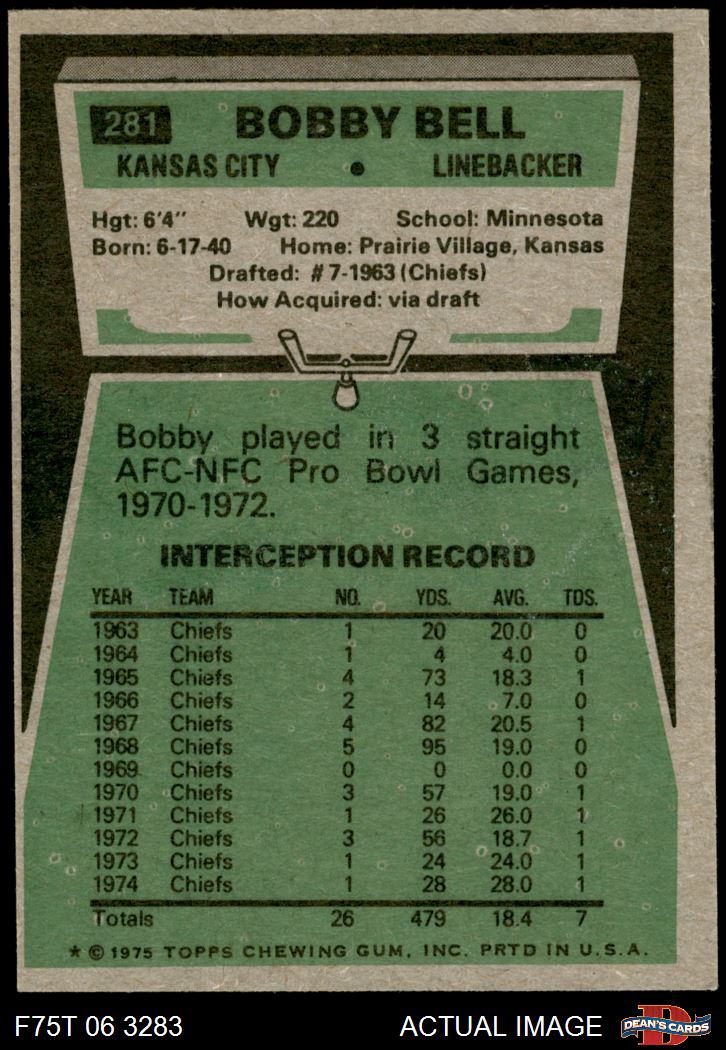 281 BOBBY BELL
KANSAS CITY • LINEBACKER
Hgt: 6'4" Wgt: 220 School: Minnesota
Born: 6-17-40 Home: Prairie Village, Kansas
Drafted: #7-1963 (Chiefs)
How Acquired: via draft
Bobby played in 3 straight
AFC-NFC Pro Bowl Games,
1970-1972.
INTERCEPTION RECORD
YEAR TEAM NO. YDS. AVG. TDS.
1963 Chiefs 1 20 20.0 0
1964 Chiefs 1 4 4.0 0
1965 Chiefs 4 73 18.3 1
1966 Chiefs 2 14 7.0 0
1967 Chiefs 4 82 20.5 1
1968 Chiefs 5 95 19.0 0
1969 Chiefs 0 0 0.0 0
1970 Chiefs 3 57 19.0 1
1971 Chiefs 1 26 26.0 1
1972 Chiefs 3 56 18.7 1
1973 Chiefs 1 24 24.0 1
1974 Chiefs 1 28 28.0 1
Totals 26 479 18.4 7
* © 1975 TOPPS CHEWING GUM, INC. PRTD IN U.S.A.
F75T 06 3283 ACTUAL IMAGE
D
DEAN'S CARDS